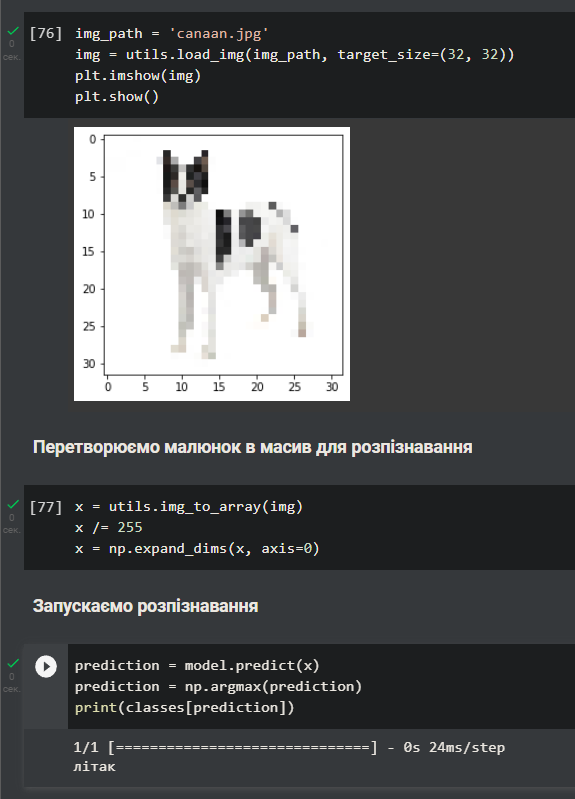 [76] img_path = 'canaan.jpg'
img = utils.load_img(img_path, target_size=(32, 32))
plt.imshow(img)
plt.show()
0
сек.
0
5
10
15
20
25
30
0 5 10 15 20 25 30
Перетворюємо малюнок в масив для розпізнавання
[77] x = utils.img_to_array(img)
x /= 255
x = np.expand_dims(x, axis=0)
0
сек.
Запускаємо розпізнавання
prediction = model.predict(x)
prediction = np.argmax(prediction)
print(classes[prediction])
0
сек.
1/1 [==============================] - 0s 24ms/step
літак